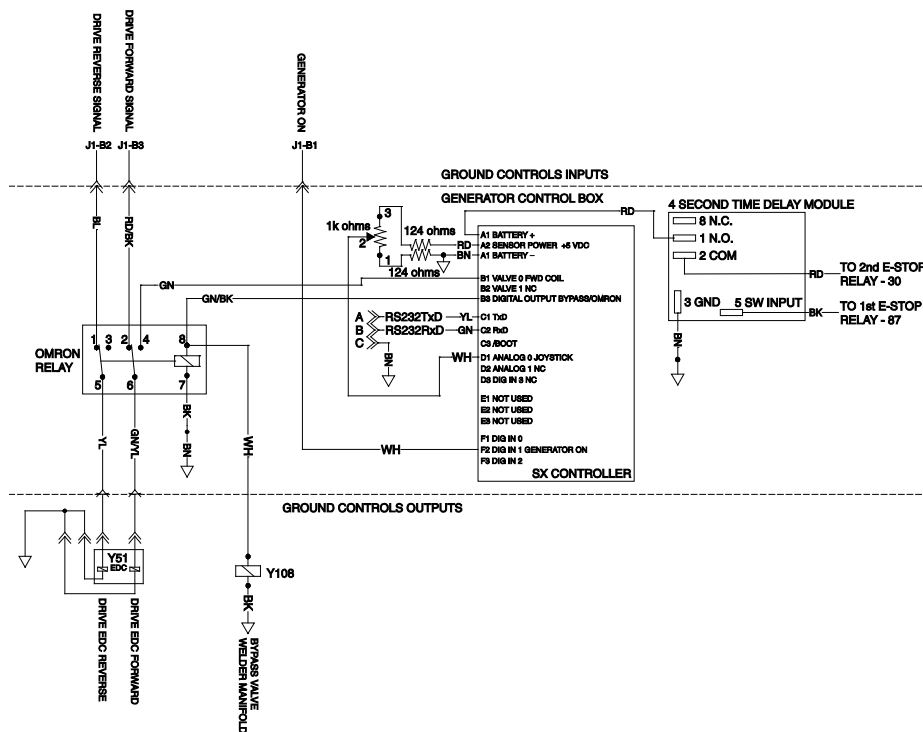 DRIVE REVERSE SIGNAL
DRIVE FORWARD SIGNAL
GENERATOR ON
J1-B2
J1-B3
J1-B1
GROUND CONTROLS INPUTS
GENERATOR CONTROL BOX
BL
RD/BK
RD
4 SECOND TIME DELAY MODULE
8 N.C.
1 N.O.
2 COM
3 GND
5 SW INPUT
RD
TO 2nd E-STOP
RELAY - 30
BK
TO 1st E-STOP
RELAY - 87
BN
1k ohms
3
2
1
124 ohms
124 ohms
RD
BN
A1 BATTERY +
A2 SENSOR POWER +5 VDC
A1 BATTERY -
B1 VALVE 0 FWD COIL
B2 VALVE 1 NC
B3 DIGITAL OUTPUT BYPASS/OMRON
C1 TxD
C2 RxD
C3 /BOOT
D1 ANALOG 0 JOYSTICK
D2 ANALOG 1 NC
D3 DIG IN 3 NC
E1 NOT USED
E2 NOT USED
E3 NOT USED
F1 DIG IN 0
F2 DIG IN 1 GENERATOR ON
F3 DIG IN 2
SX CONTROLLER
GN
GN/BK
A RS232TxD YL
B RS232RxD GN
C
BN
WH
WH
OMRON
RELAY
1 3 2 4 8
5 6 7
YL
GN/YL
BK
BN
WH
GROUND CONTROLS OUTPUTS
Y51
EDC
Y108
BK
DRIVE EDC REVERSE
DRIVE EDC FORWARD
BYPASS VALVE
WELDER MANIFOLD